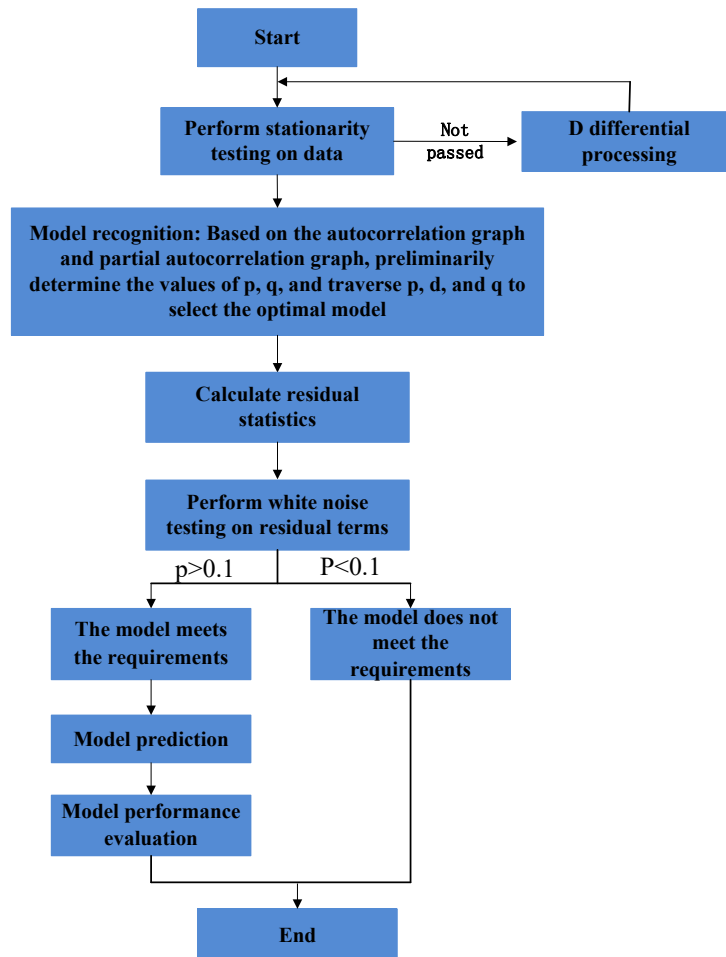 Start
Perform stationarity
testing on data
Not
passed
D differential
processing
Model recognition: Based on the autocorrelation graph
and partial autocorrelation graph, preliminarily
determine the values of p, q, and traverse p, d, and q to
select the optimal model
Calculate residual
statistics
Perform white noise
testing on residual terms
p>0.1
P<0.1
The model meets
the requirements
The model does not
meet the
requirements
Model prediction
Model performance
evaluation
End